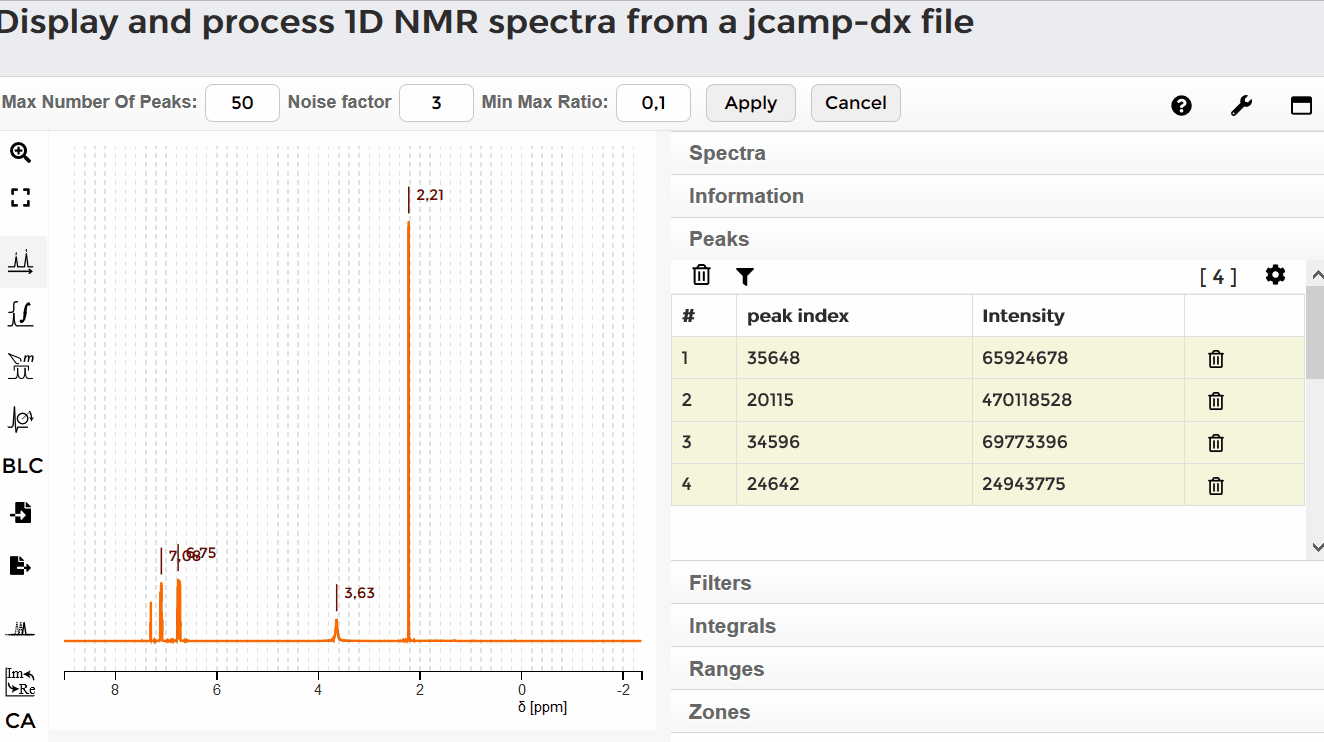 Display and process 1D NMR spectra from a jcamp-dx file
Max Number Of Peaks: 50 Noise factor 3 Min Max Ratio: 0,1 Apply Cancel
m
BLC
Im
Re
CA
2,21
7,08
6,75
3,63
8 6 4 2 0 -2
δ [ppm]
Spectra
Information
Peaks
[ 4 ]
# peak index Intensity
1 35648 65924678
2 20115 470118528
3 34596 69773396
4 24642 24943775
Filters
Integrals
Ranges
Zones